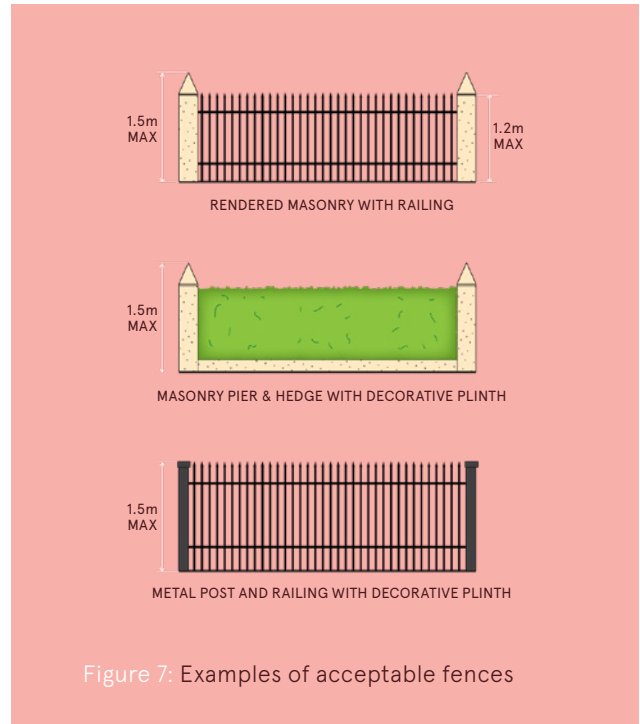 1.5m
MAX
1.2m
MAX
RENDERED MASONRY WITH RAILING
1.5m
MAX
MASONRY PIER & HEDGE WITH DECORATIVE PLINTH
1.5m
MAX
METAL POST AND RAILING WITH DECORATIVE PLINTH
Figure 7: Examples of acceptable fences